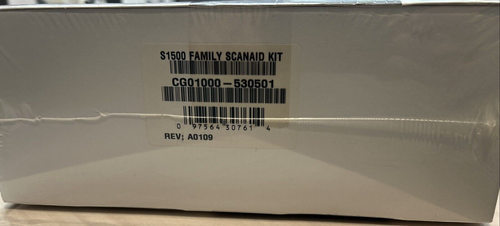 S1500 FAMILY SCANAID KIT
CG01000-530501
0 97564 30761 4
REV; A0109